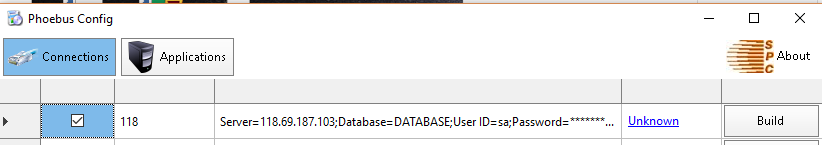 Phoebus Config
Connections
Applications
SPC
About
118
Server=118.69.187.103;Database=DATABASE;User ID=sa;Password=*******...
Unknown
Build